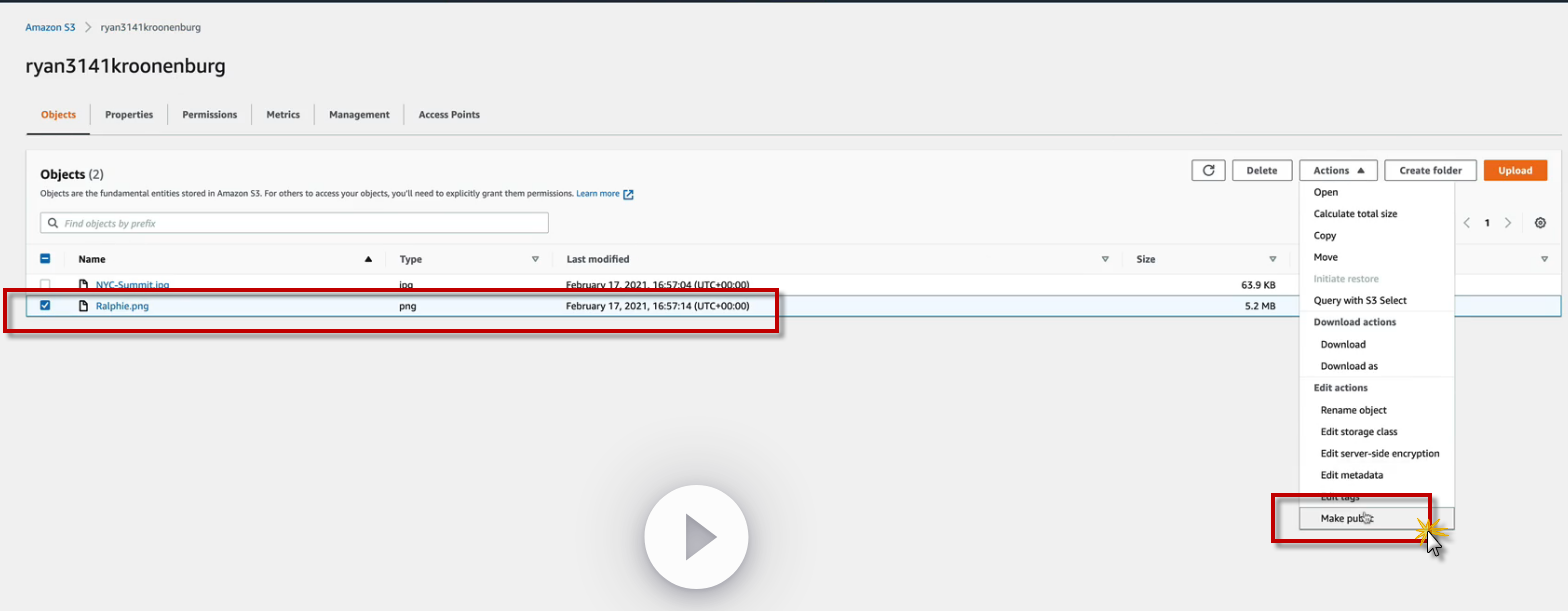 Amazon S3 > ryan3141kroonenburg
ryan3141kroonenburg
Objects Properties Permissions Metrics Management Access Points
Objects (2)
Delete Actions Create folder Upload
Objects are the fundamental entities stored in Amazon S3. For others to access your objects, you'll need to explicitly grant them permissions. Learn more
Find objects by prefix
1
Name Type Last modified Size
NYC-Summit.jpg jpg February 17, 2021, 16:57:04 (UTC+00:00) 63.9 KB
Ralphie.png png February 17, 2021, 16:57:14 (UTC+00:00) 5.2 MB
Open
Calculate total size
Copy
Move
Initiate restore
Query with S3 Select
Download actions
Download
Download as
Edit actions
Rename object
Edit storage class
Edit server-side encryption
Edit metadata
Edit tags
Make public